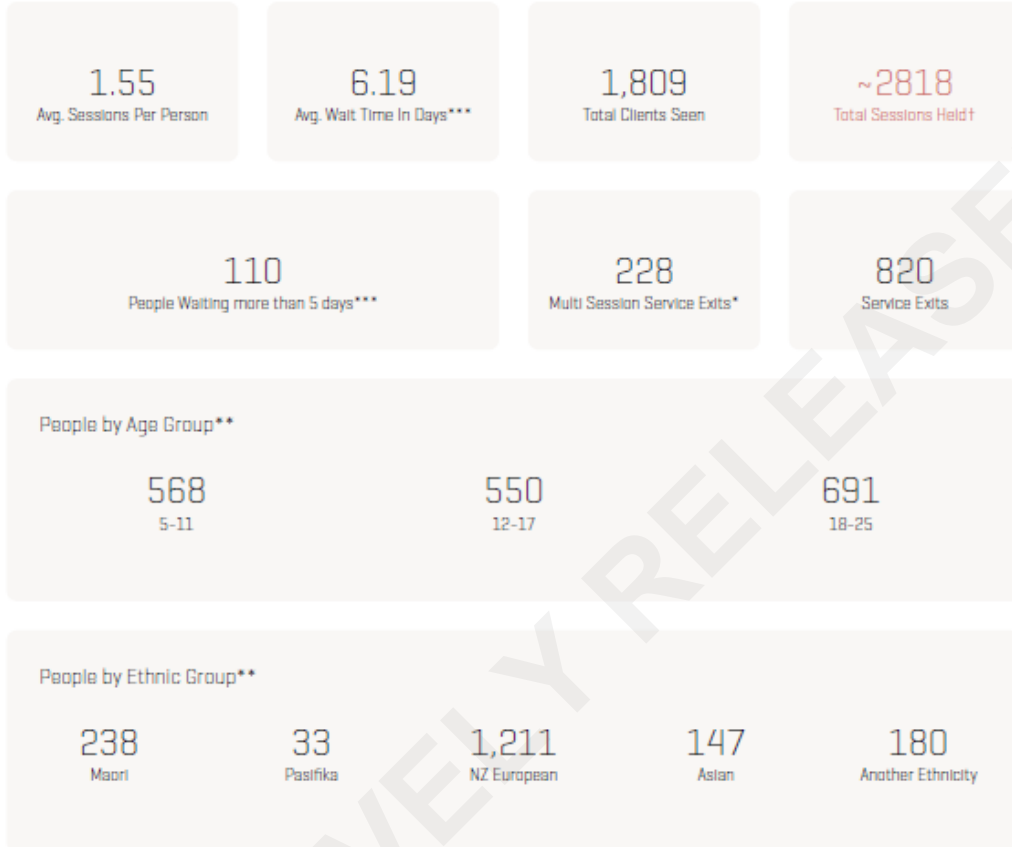 1.55
Avg. Sessions Per Person
6.19
Avg. Wait Time In Days***
1,809
Total Clients Seen
~2818
Total Sessions Held†
110
People Waiting more than 5 days***
228
Multi Session Service Exits*
820
Service Exits
People by Age Group**
568
5-11
550
12-17
691
18-25
People by Ethnic Group**
238
Maori
33
Pasifika
1,211
NZ European
147
Asian
180
Another Ethnicity
VELY RELEASE